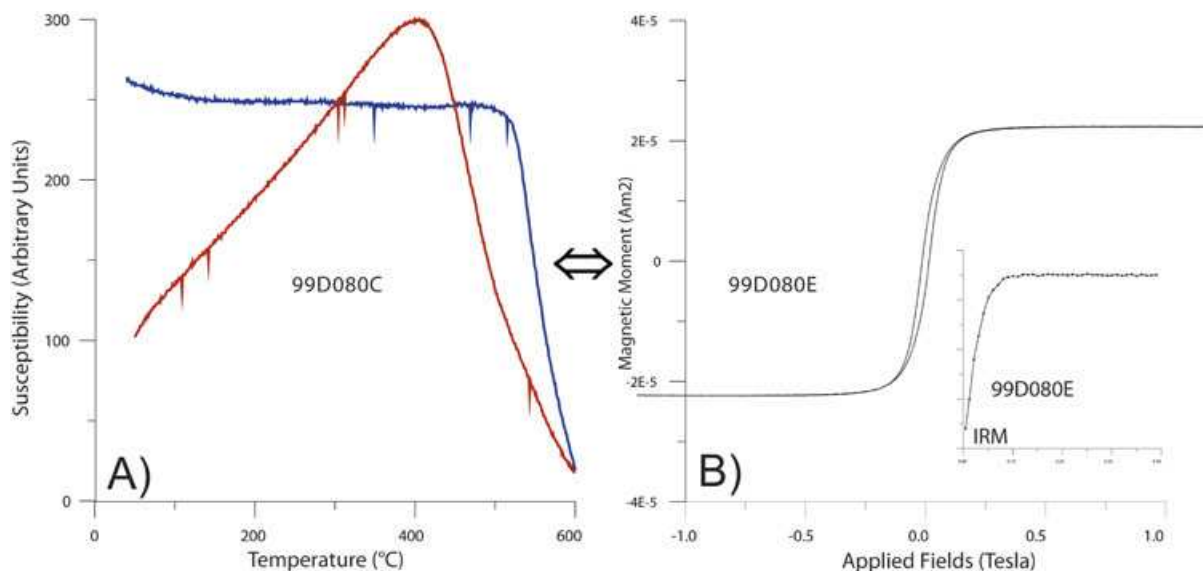 300
200
100
0
Susceptibility (Arbitrary Units)
99D080C
A)
0
200
400
600
Temperature (°C)
4E-5
2E-5
0
-2E-5
-4E-5
Magnetic Moment (Am2)
99D080E
99D080E
IRM
B)
-1.0
-0.5
0.0
0.5
1.0
Applied Fields (Tesla)